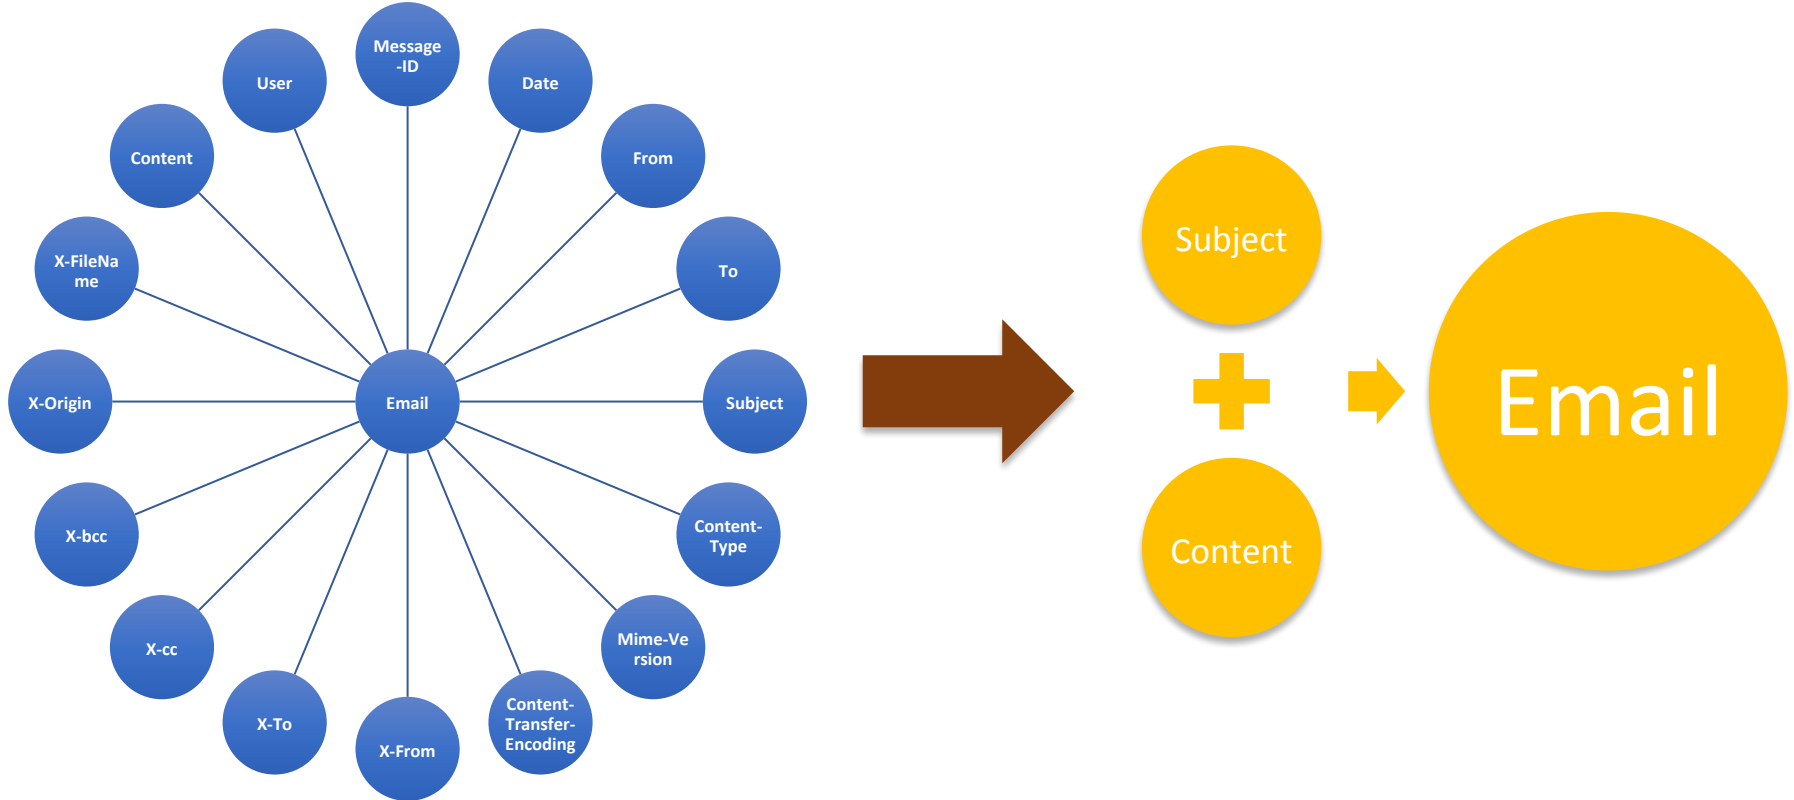 Message
-ID
Date
From
To
Subject
Content-
Type
Mime-Ve
rsion
Content-
Transfer-
Encoding
X-From
X-To
X-cc
X-bcc
X-Origin
X-FileNa
me
Content
User
Email
Subject
Content
Email